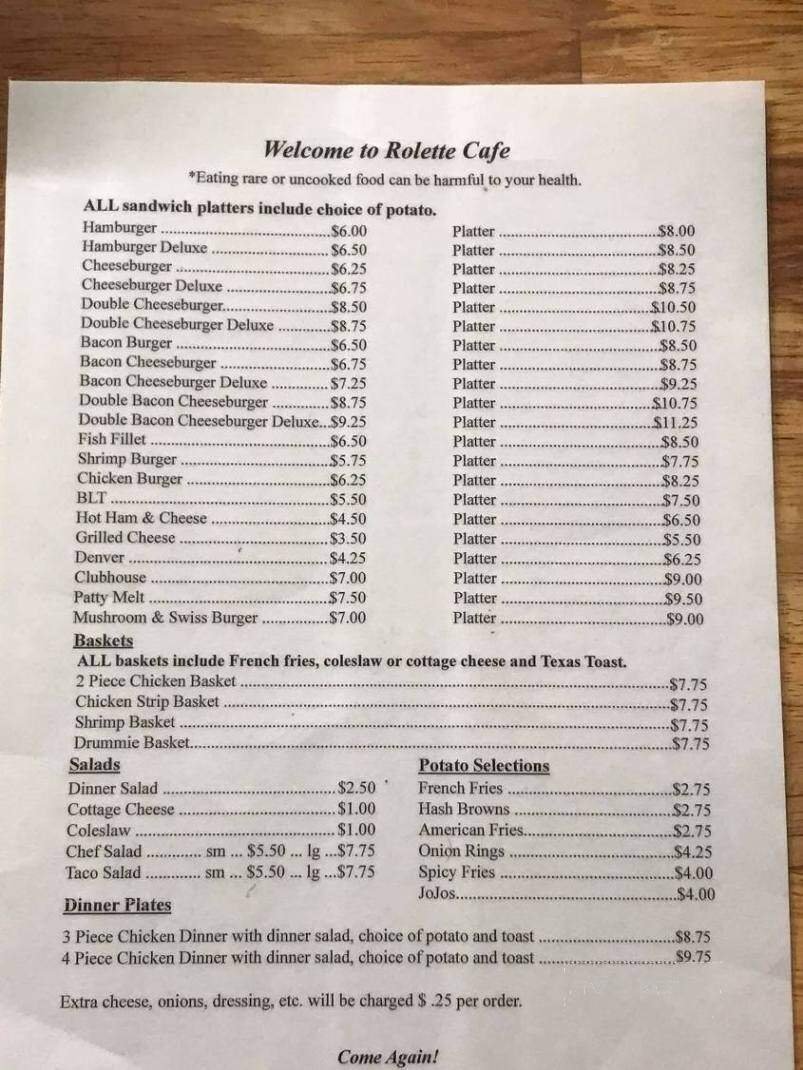 Welcome to Rolette Cafe
*Eating rare or uncooked food can be harmful to your health.
ALL sandwich platters include choice of potato.
Hamburger ........................................$6.00 Platter ........................................$8.00
Hamburger Deluxe ............................$6.50 Platter ........................................$8.50
Cheeseburger ....................................$6.25 Platter ........................................$8.25
Cheeseburger Deluxe ........................$6.75 Platter ........................................$8.75
Double Cheeseburger..........................$8.50 Platter ......................................$10.50
Double Cheeseburger Deluxe ............$8.75 Platter ......................................$10.75
Bacon Burger ....................................$6.50 Platter ........................................$8.50
Bacon Cheeseburger ..........................$6.75 Platter ........................................$8.75
Bacon Cheeseburger Deluxe ..............$7.25 Platter ........................................$9.25
Double Bacon Cheeseburger ..............$8.75 Platter ......................................$10.75
Double Bacon Cheeseburger Deluxe...$9.25 Platter ......................................$11.25
Fish Fillet ............................................$6.50 Platter ........................................$8.50
Shrimp Burger ....................................$5.75 Platter ........................................$7.75
Chicken Burger ..................................$6.25 Platter ........................................$8.25
BLT ....................................................$5.50 Platter ........................................$7.50
Hot Ham & Cheese ............................$4.50 Platter ........................................$6.50
Grilled Cheese ....................................$3.50 Platter ........................................$5.50
Denver ................................................$4.25 Platter ........................................$6.25
Clubhouse ..........................................$7.00 Platter ........................................$9.00
Patty Melt ..........................................$7.50 Platter ........................................$9.50
Mushroom & Swiss Burger ................$7.00 Platter ........................................$9.00
Baskets
ALL baskets include French fries, coleslaw or cottage cheese and Texas Toast.
2 Piece Chicken Basket ........................................................................$7.75
Chicken Strip Basket ............................................................................$7.75
Shrimp Basket ......................................................................................$7.75
Drummie Basket....................................................................................$7.75
Salads Potato Selections
Dinner Salad ........................................$2.50 French Fries ........................................$2.75
Cottage Cheese ....................................$1.00 Hash Browns ......................................$2.75
Coleslaw ..............................................$1.00 American Fries....................................$2.75
Chef Salad ............. sm ... $5.50 ... lg ...$7.75 Onion Rings ........................................$4.25
Taco Salad ............. sm ... $5.50 ... lg ...$7.75 Spicy Fries ..........................................$4.00
JoJos....................................................$4.00
Dinner Plates
3 Piece Chicken Dinner with dinner salad, choice of potato and toast ................................$8.75
4 Piece Chicken Dinner with dinner salad, choice of potato and toast ................................$9.75
Extra cheese, onions, dressing, etc. will be charged $ .25 per order.
Come Again!